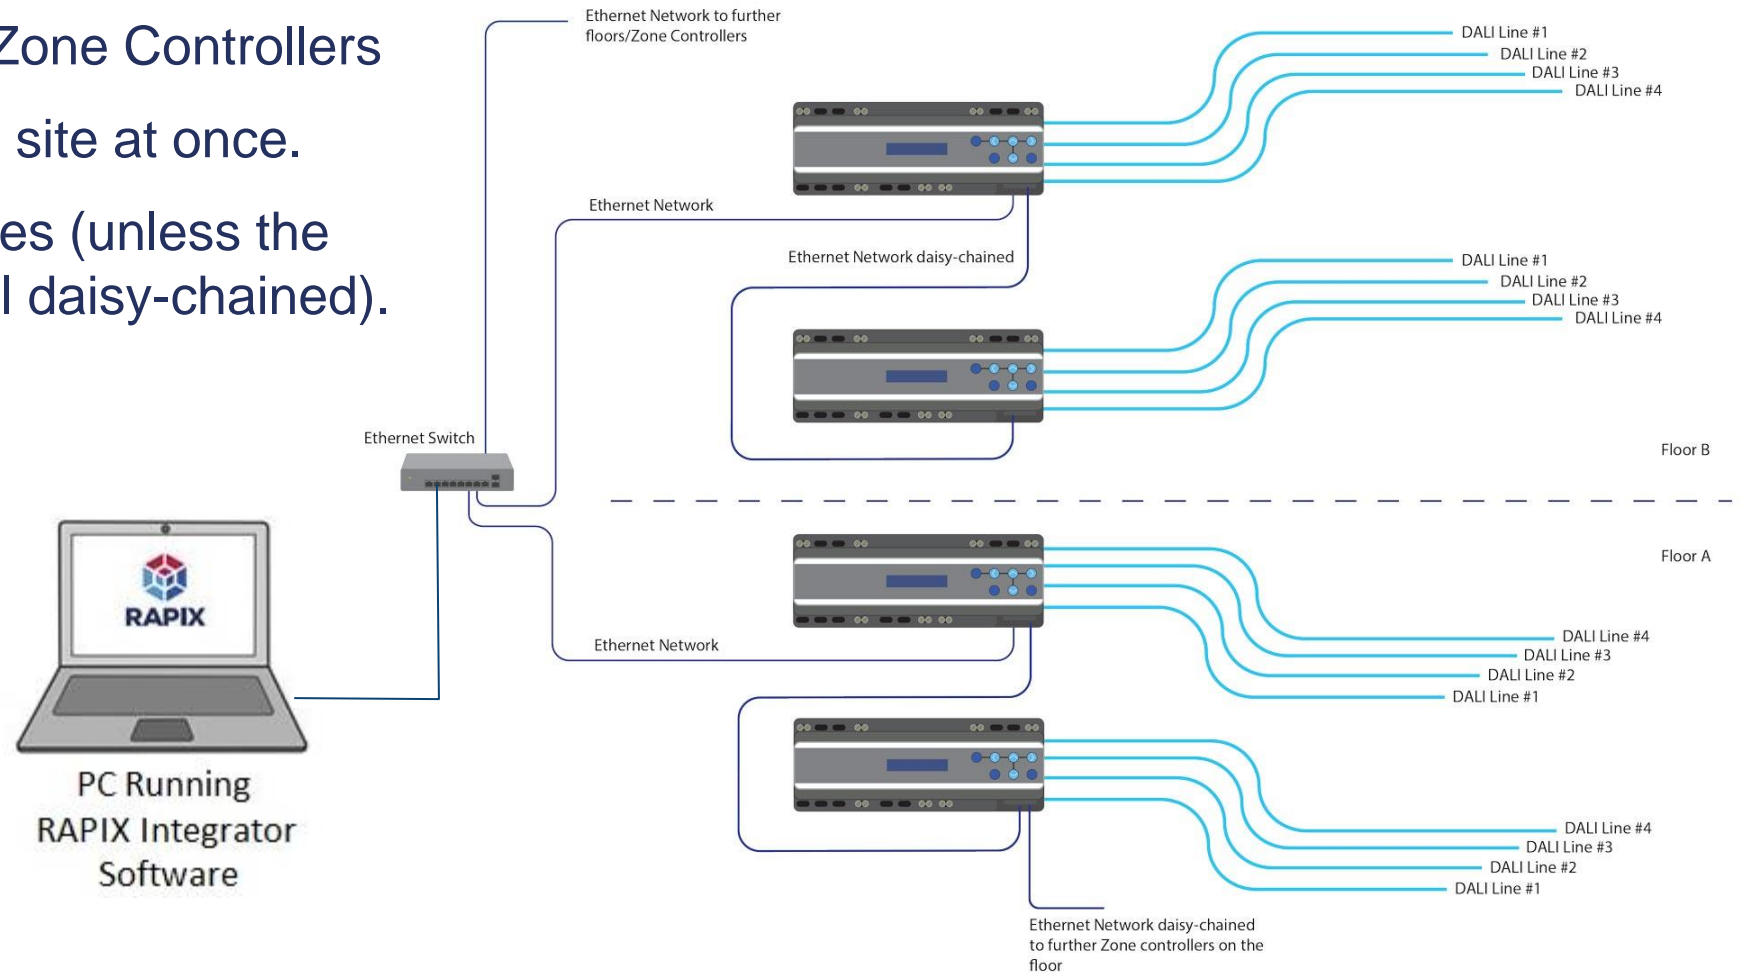 Zone Controllers
site at once.
es (unless the
l daisy-chained).
Ethernet Network to further
floors/Zone Controllers
DALI Line #1
DALI Line #2
DALI Line #3
DALI Line #4
Ethernet Network
Ethernet Network daisy-chained
DALI Line #1
DALI Line #2
DALI Line #3
DALI Line #4
Ethernet Switch
Floor B
Floor A
RAPIX
Ethernet Network
DALI Line #4
DALI Line #3
DALI Line #2
DALI Line #1
PC Running
RAPIX Integrator
Software
DALI Line #4
DALI Line #3
DALI Line #2
DALI Line #1
Ethernet Network daisy-chained
to further Zone controllers on the
floor